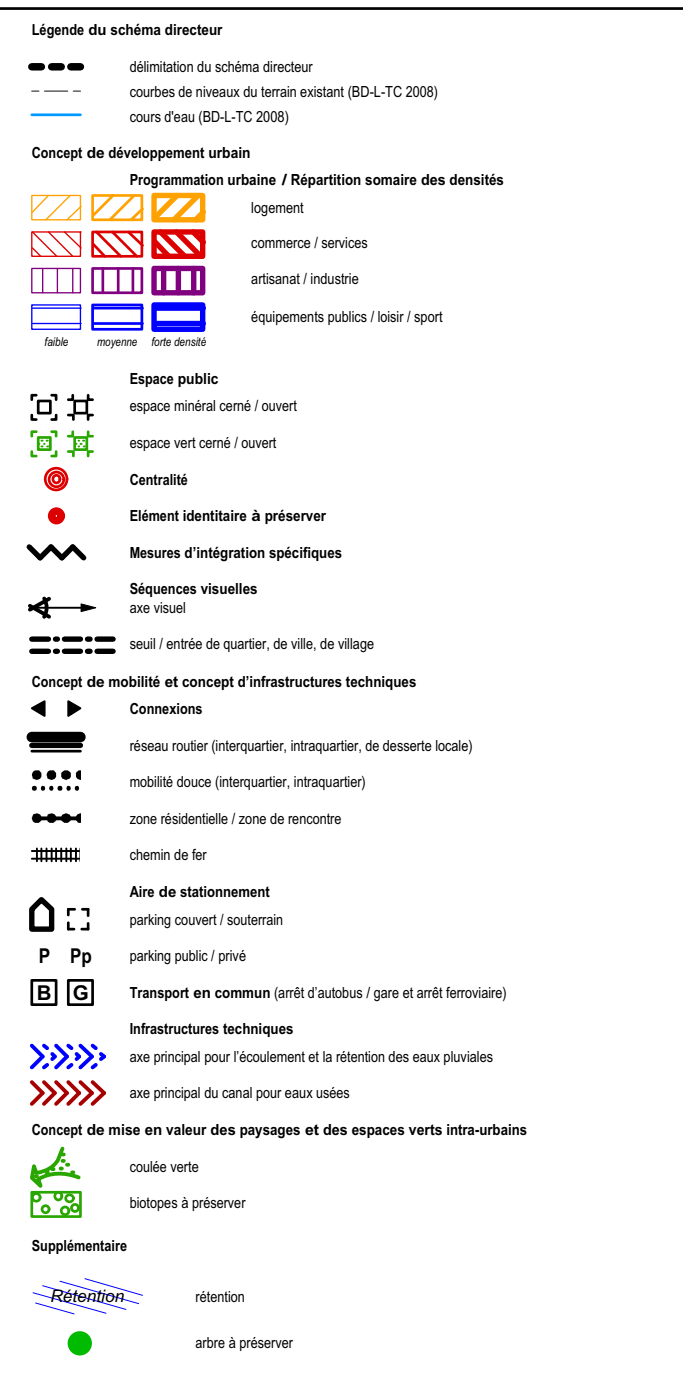 Légende du schéma directeur
délimitation du schéma directeur
courbes de niveaux du terrain existant (BD-L-TC 2008)
cours d'eau (BD-L-TC 2008)
Concept de développement urbain
Programmation urbaine / Répartition somaire des densités
logement
commerce / services
artisanat / industrie
équipements publics / loisir / sport
faible moyenne forte densité
Espace public
espace minéral cerné / ouvert
espace vert cerné / ouvert
Centralité
Elément identitaire à préserver
Mesures d'intégration spécifiques
Séquences visuelles
axe visuel
seuil / entrée de quartier, de ville, de village
Concept de mobilité et concept d'infrastructures techniques
Connexions
réseau routier (interquartier, intraquartier, de desserte locale)
mobilité douce (interquartier, intraquartier)
zone résidentielle / zone de rencontre
chemin de fer
Aire de stationnement
parking couvert / souterrain
P Pp parking public / privé
B G Transport en commun (arrêt d'autobus / gare et arrêt ferroviaire)
Infrastructures techniques
axe principal pour l'écoulement et la rétention des eaux pluviales
axe principal du canal pour eaux usées
Concept de mise en valeur des paysages et des espaces verts intra-urbains
coulée verte
biotopes à préserver
Supplémentaire
Rétention rétention
arbre à préserver